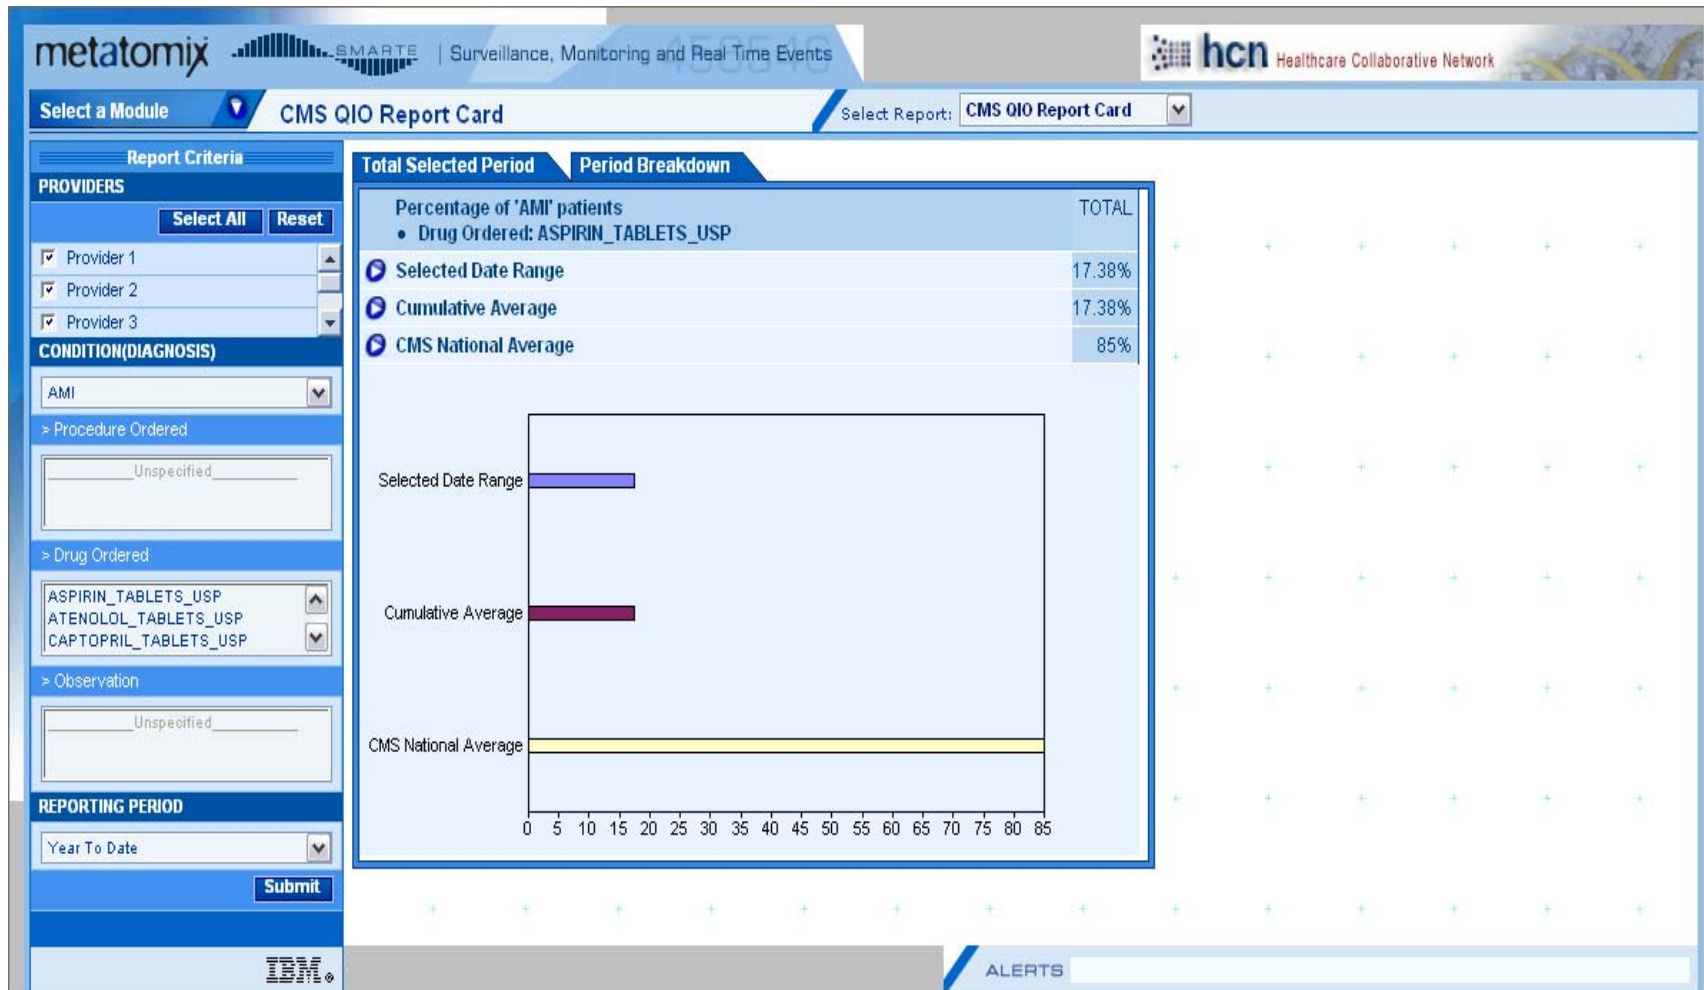 metatomix SMARTE | Surveillance, Monitoring and Real Time Events
hcn Healthcare Collaborative Network
Select a Module
CMS QIO Report Card
Select Report: CMS QIO Report Card
Report Criteria
PROVIDERS
Select All Reset
Provider 1
Provider 2
Provider 3
CONDITION(DIAGNOSIS)
AMI
> Procedure Ordered
Unspecified
> Drug Ordered
ASPIRIN_TABLETS_USP
ATENOLOL_TABLETS_USP
CAPTOPRIL_TABLETS_USP
> Observation
Unspecified
REPORTING PERIOD
Year To Date
Submit
IBM®
Total Selected Period Period Breakdown
Percentage of 'AMI' patients TOTAL
• Drug Ordered: ASPIRIN_TABLETS_USP
Selected Date Range 17.38%
Cumulative Average 17.38%
CMS National Average 85%
Selected Date Range
Cumulative Average
CMS National Average
0 5 10 15 20 25 30 35 40 45 50 55 60 65 70 75 80 85
ALERTS